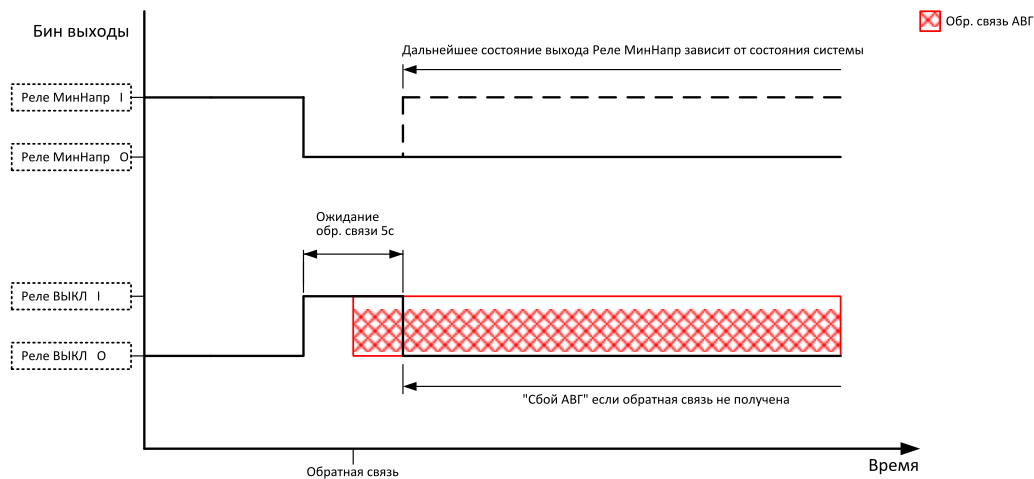 Бин выходы
Обр. связь АВГ
Дальнейшее состояние выхода Реле МинНапр зависит от состояния системы
Реле МинНапр I
Реле МинНапр О
Ожидание
обр. связи 5с
Реле ВЫКЛ I
Реле ВЫКЛ О
"Сбой АВГ" если обратная связь не получена
Время
Обратная связь